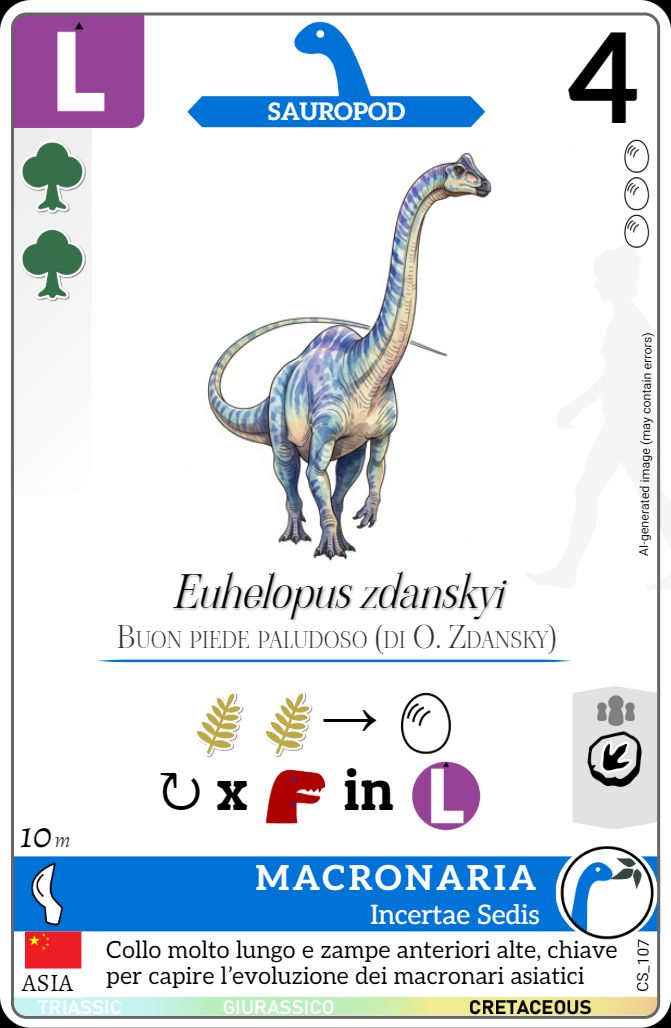 L
SAUROPOD
4
AI-generated image (may contain errors)
Euhelopus zdanskyi
Buon piede paludoso (di O. Zdansky)
x in L
10 m
MACRONARIA
Incertae Sedis
ASIA
Collo molto lungo e zampe anteriori alte, chiave
per capire l'evoluzione dei macronari asiatici
CS_107
TRIASSIC GIURASSICO CRETACEOUS